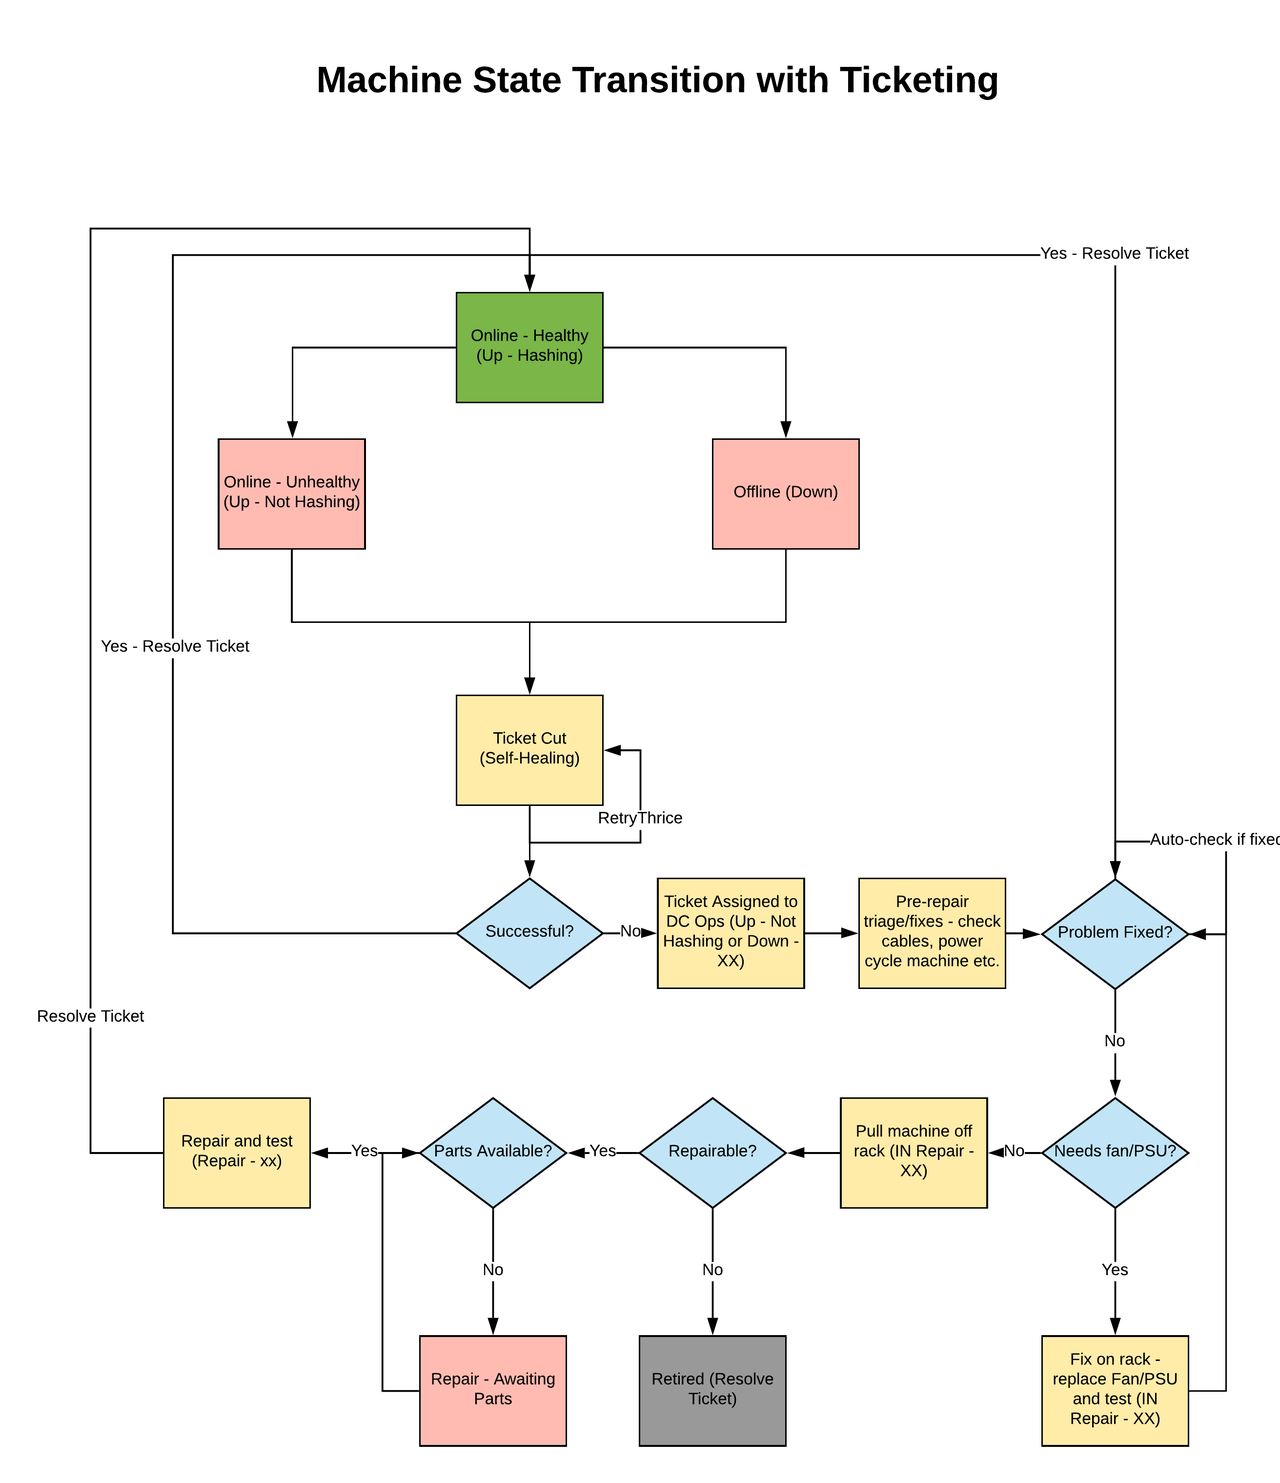 Machine State Transition with Ticketing
Yes - Resolve Ticket
Online - Healthy
(Up - Hashing)
Online - Unhealthy
(Up - Not Hashing)
Offline (Down)
Yes - Resolve Ticket
Ticket Cut
(Self-Healing)
RetryThrice
Auto-check if fixed
Successful?
No
Ticket Assigned to
DC Ops (Up - Not
Hashing or Down -
XX)
Pre-repair
triage/fixes - check
cables, power
cycle machine etc.
Problem Fixed?
Resolve Ticket
No
Repair and test
(Repair - xx)
Yes
Parts Available?
Yes
Repairable?
Pull machine off
rack (IN Repair -
XX)
No
Needs fan/PSU?
No
No
Yes
Repair - Awaiting
Parts
Retired (Resolve
Ticket)
Fix on rack -
replace Fan/PSU
and test (IN
Repair - XX)